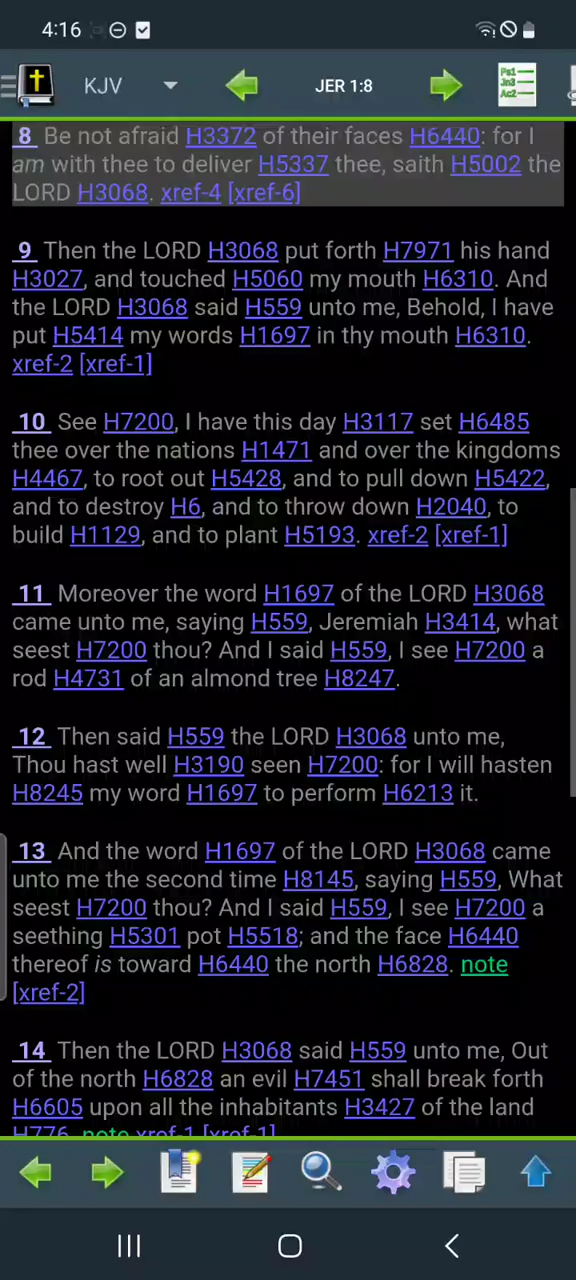 4:16
KJV
JER 1:8
Ps1
Jn3
Ac2
8 Be not afraid H3372 of their faces H6440: for I
am with thee to deliver H5337 thee, saith H5002 the
LORD H3068. xref-4 [xref-6]
9 Then the LORD H3068 put forth H7971 his hand
H3027, and touched H5060 my mouth H6310. And
the LORD H3068 said H559 unto me, Behold, I have
put H5414 my words H1697 in thy mouth H6310.
xref-2 [xref-1]
10 See H7200, I have this day H3117 set H6485
thee over the nations H1471 and over the kingdoms
H4467, to root out H5428, and to pull down H5422,
and to destroy H6, and to throw down H2040, to
build H1129, and to plant H5193. xref-2 [xref-1]
11 Moreover the word H1697 of the LORD H3068
came unto me, saying H559, Jeremiah H3414, what
seest H7200 thou? And I said H559, I see H7200 a
rod H4731 of an almond tree H8247.
12 Then said H559 the LORD H3068 unto me,
Thou hast well H3190 seen H7200: for I will hasten
H8245 my word H1697 to perform H6213 it.
13 And the word H1697 of the LORD H3068 came
unto me the second time H8145, saying H559, What
seest H7200 thou? And I said H559, I see H7200 a
seething H5301 pot H5518; and the face H6440
thereof is toward H6440 the north H6828. note
[xref-2]
14 Then the LORD H3068 said H559 unto me, Out
of the north H6828 an evil H7451 shall break forth
H6605 upon all the inhabitants H3427 of the land
H776. note xref-1 [xref-1]